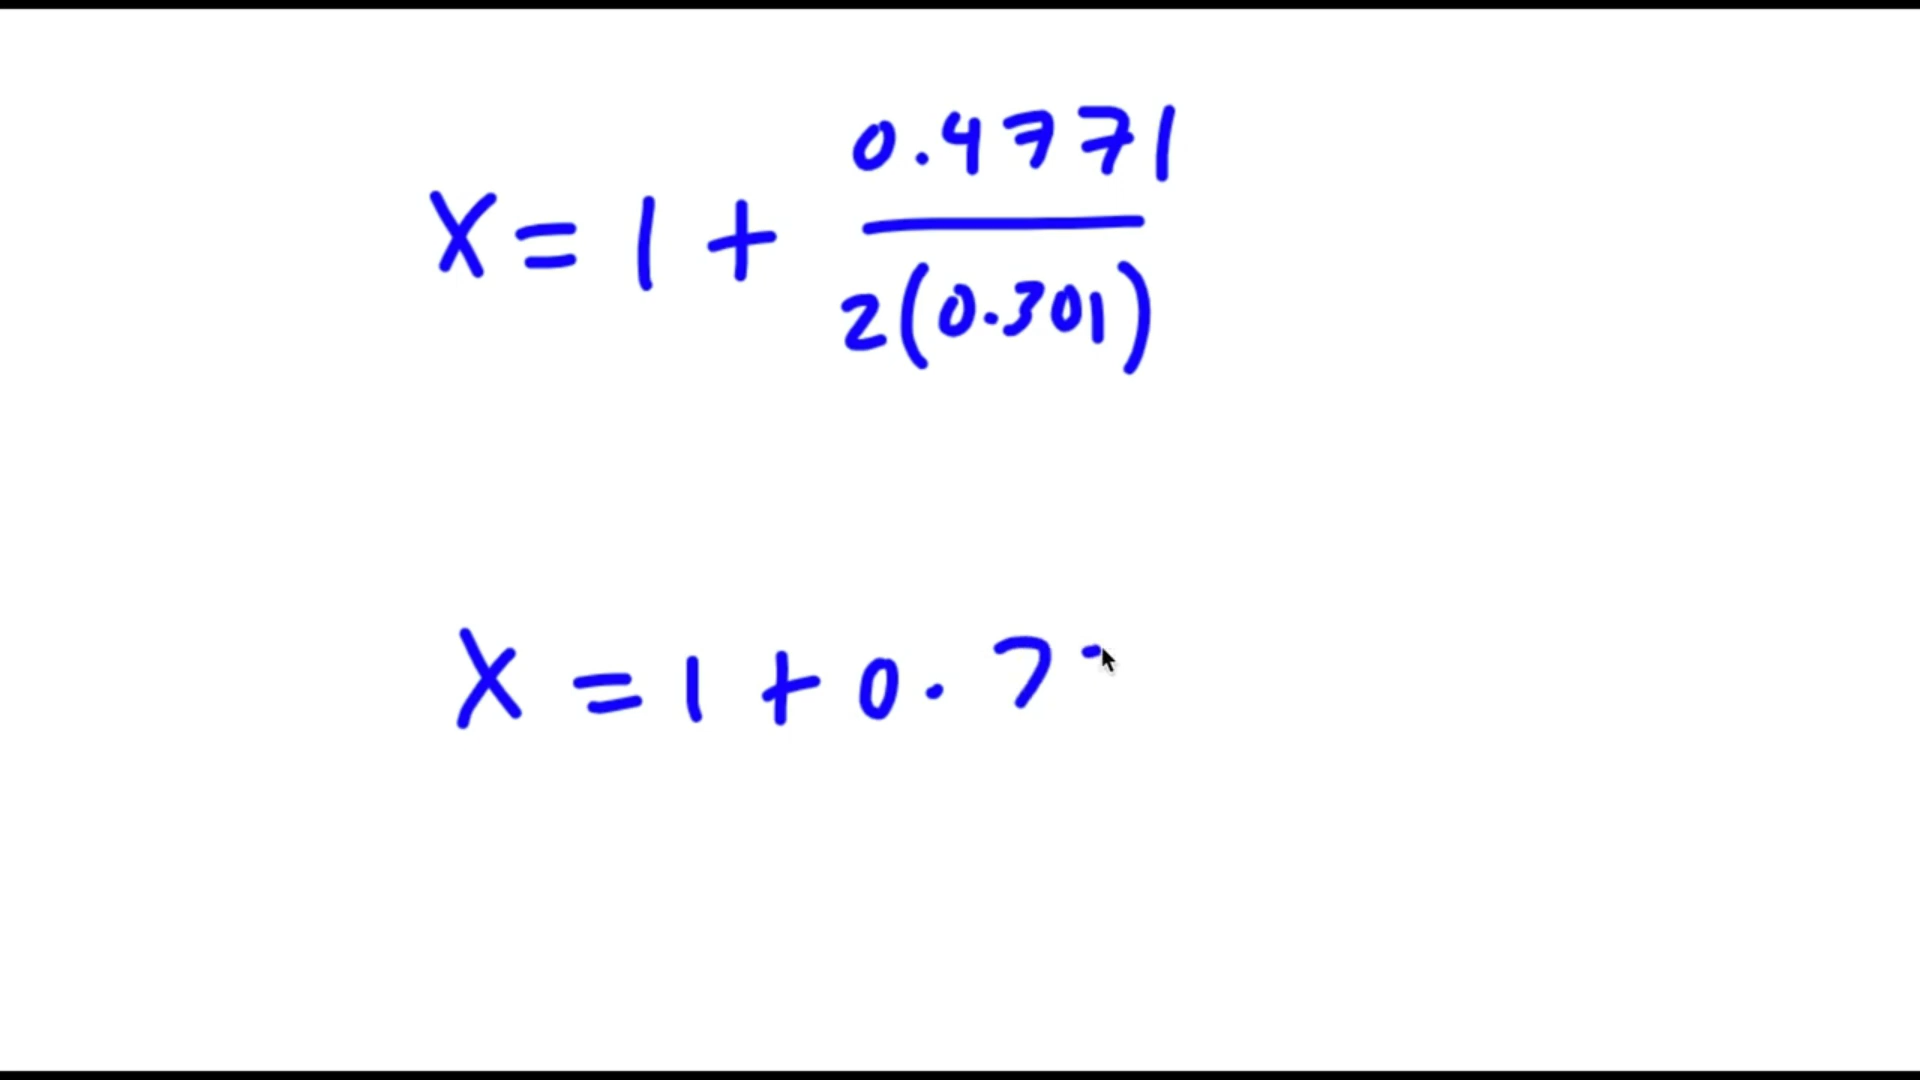 X = 1 + 0.4771 / 2(0.301)
X = 1 + 0.7